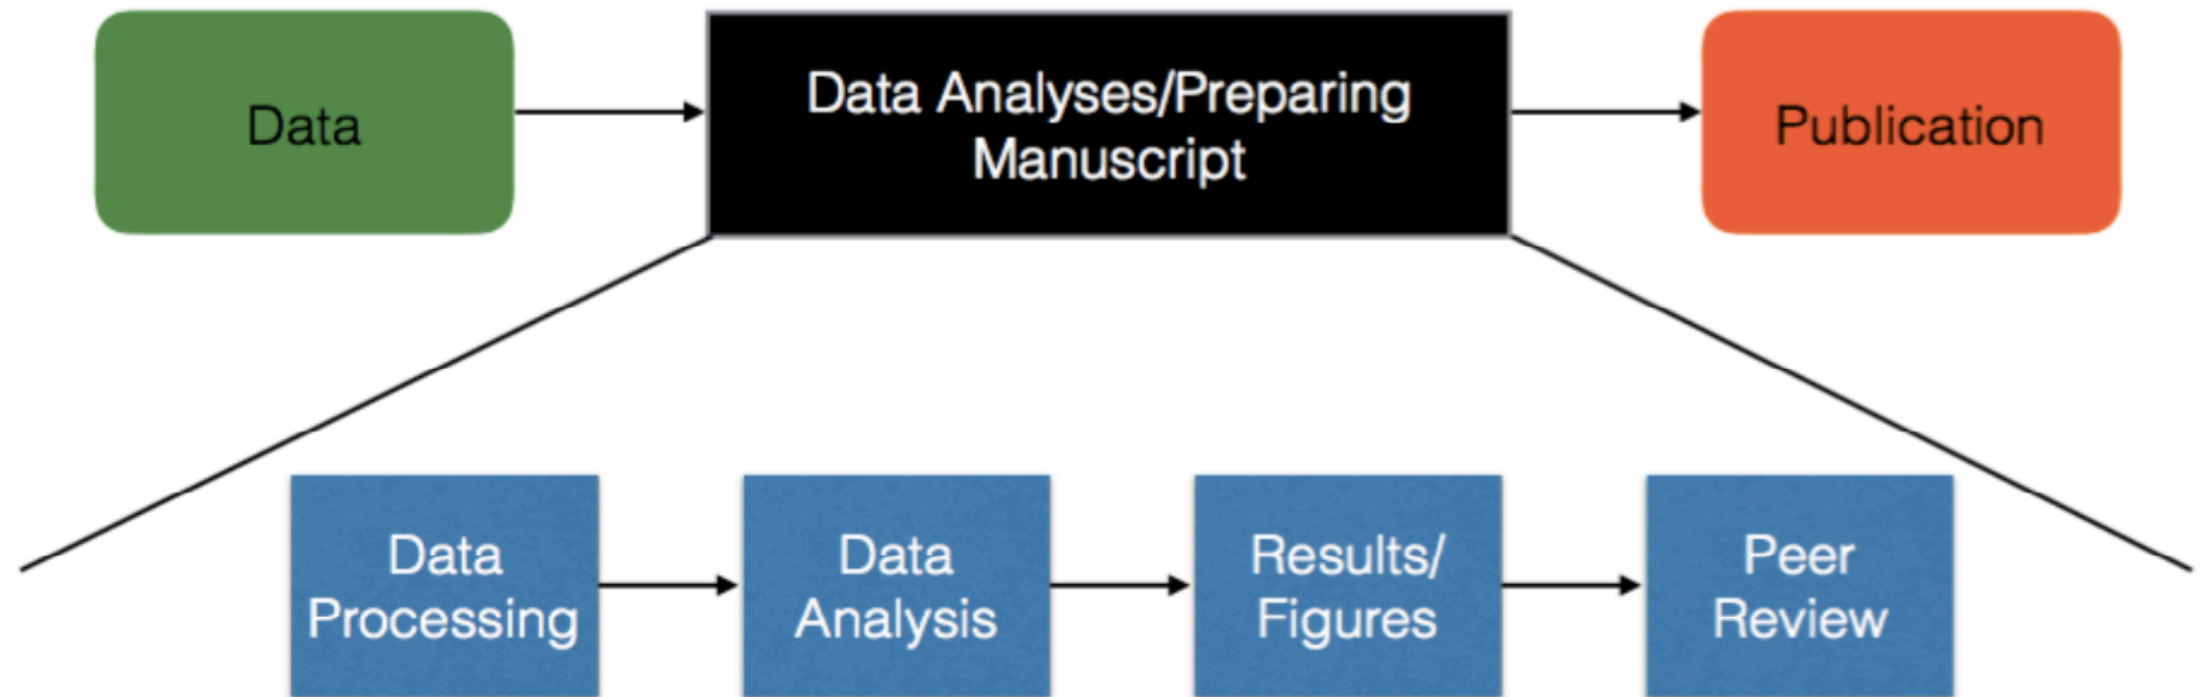 Data
Data Analyses/Preparing
Manuscript
Publication
Data
Processing
Data
Analysis
Results/
Figures
Peer
Review